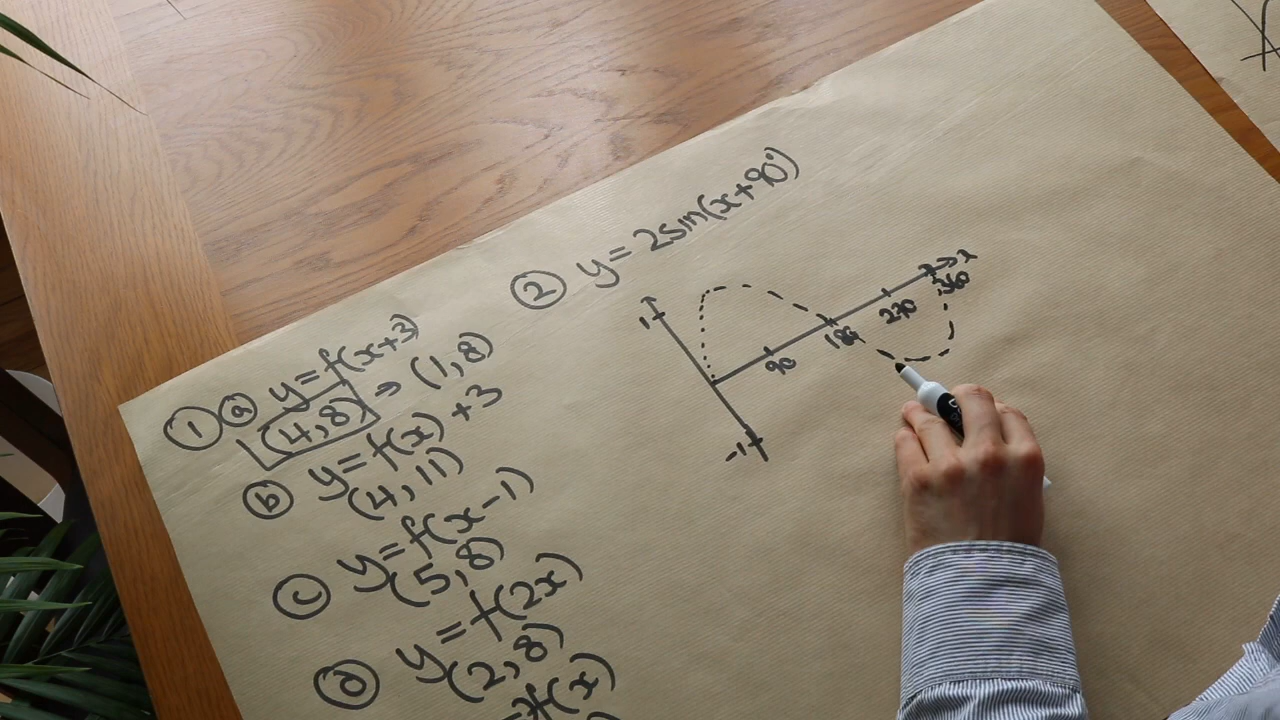 ① ⓐ y=f(x+3)
(4,8) ⇒ (1,8)
ⓑ y=f(x)+3
(4,11)
ⓒ y=f(x-1)
(5,8)
ⓓ y=f(2x)
(2,8)
② y=2sin(x+90°)
1
-1
90
180
270
360
x